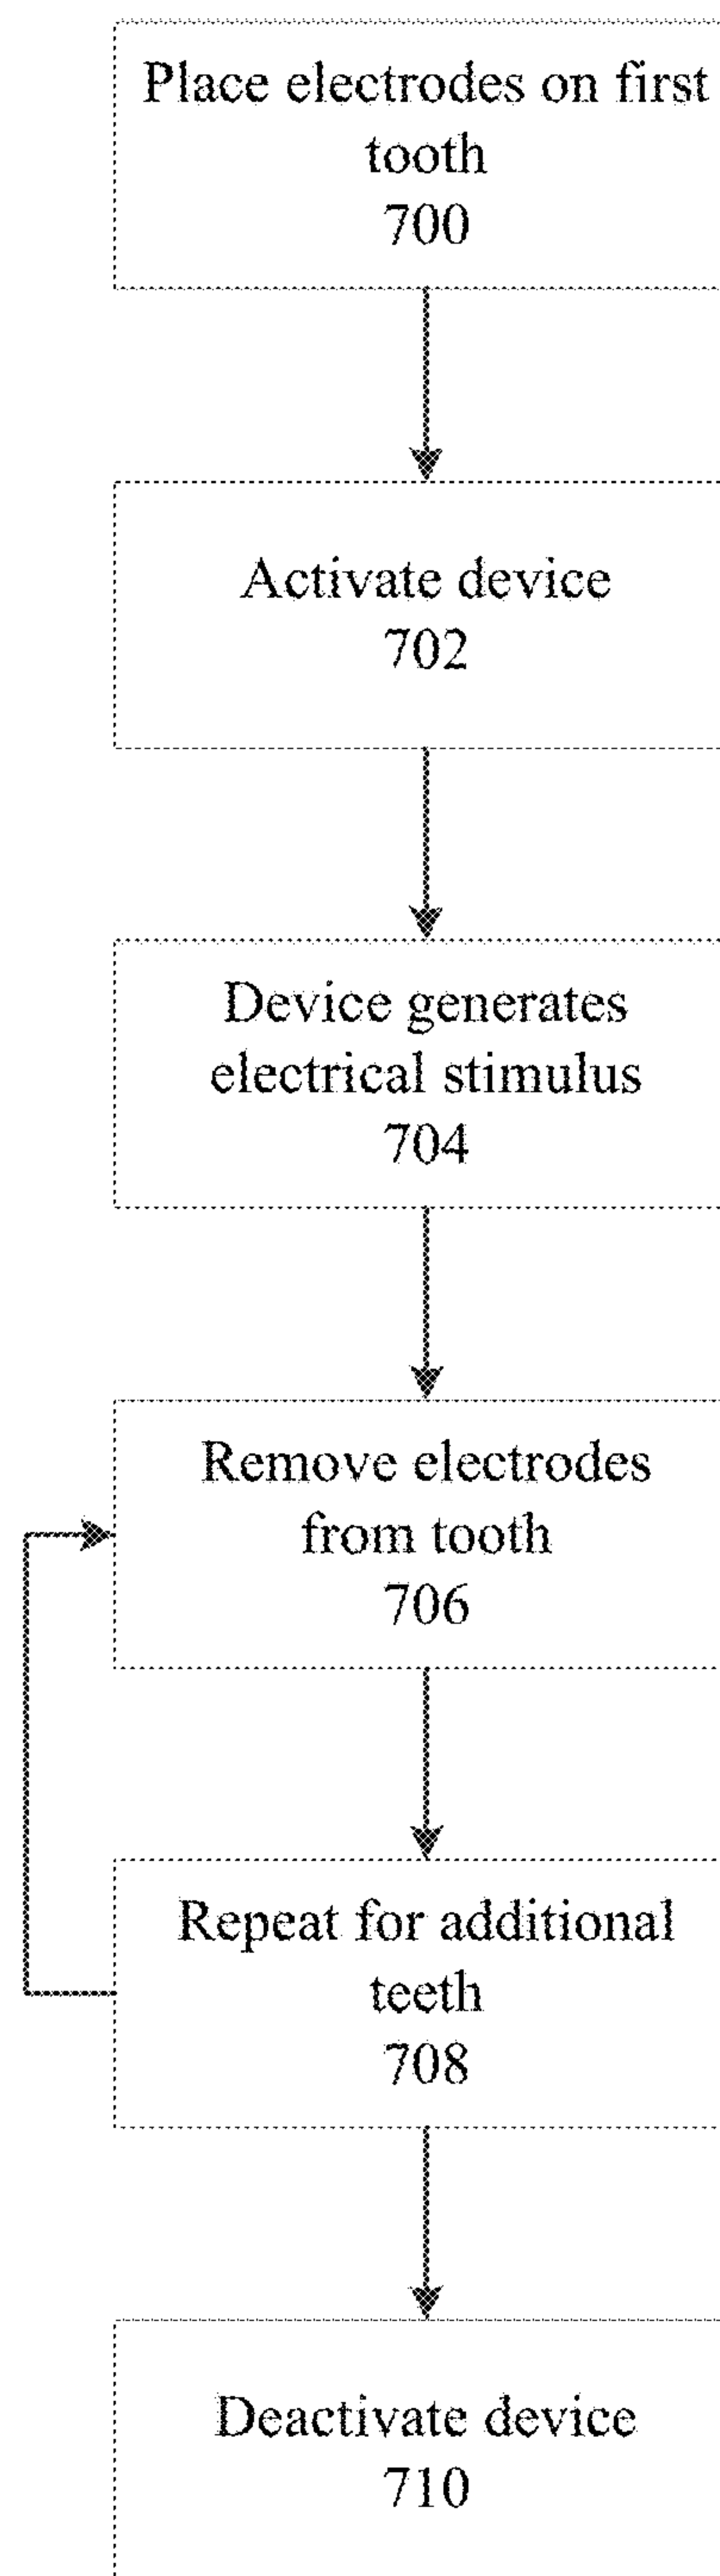 Place electrodes on first
tooth
700
Activate device
702
Device generates
electrical stimulus
704
Remove electrodes
from tooth
706
Repeat for additional
teeth
708
Deactivate device
710